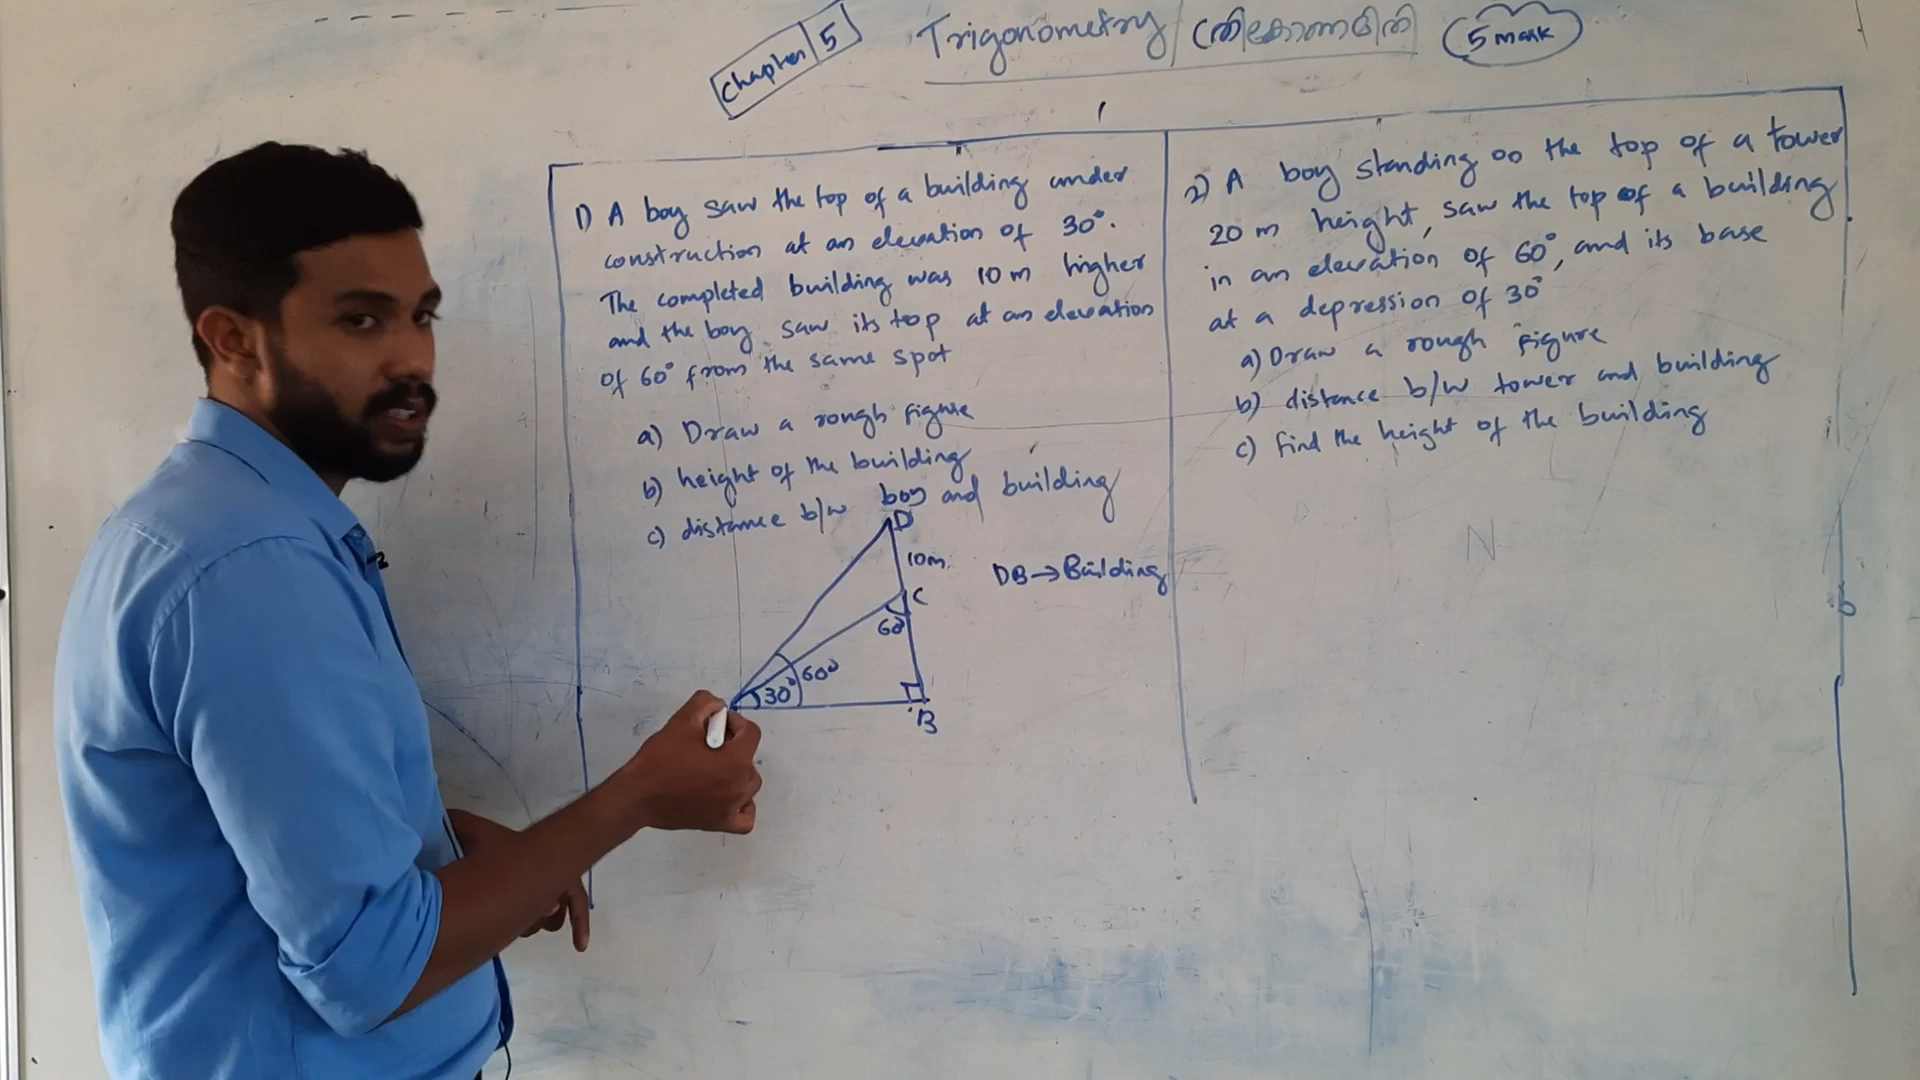 Chapter 5
Trigonometry / ത്രികോണമിതി
5 mark
1) A boy saw the top of a building under
construction at an elevation of 30°.
The completed building was 10m higher
and the boy saw its top at an elevation
of 60° from the same spot
a) Draw a rough figure
b) height of the building
c) distance b/w boy and building
D
10m
C
60°
60°
30°
B
DB→Building
2) A boy standing on the top of a tower
20 m height, saw the top of a building
in an elevation of 60°, and its base
at a depression of 30°
a) Draw a rough figure
b) distance b/w tower and building
c) find the height of the building
N